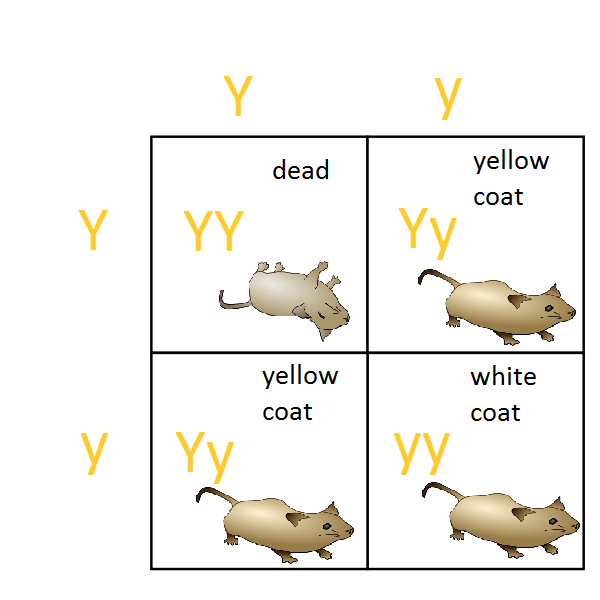 Y y
dead
yellow
coat
Y YY Yy
yellow
coat
white
coat
y Yy yy